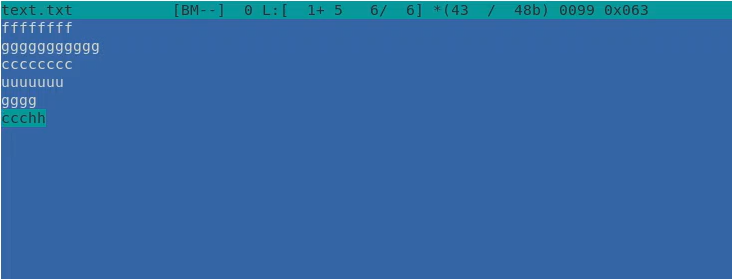 text.txt           [BM--]  0 L:[  1+ 5   6/  6] *(43  /  48b) 0099 0x063
ffffffff
ggggggggggg
cccccccc
uuuuuuu
gggg
ccchh